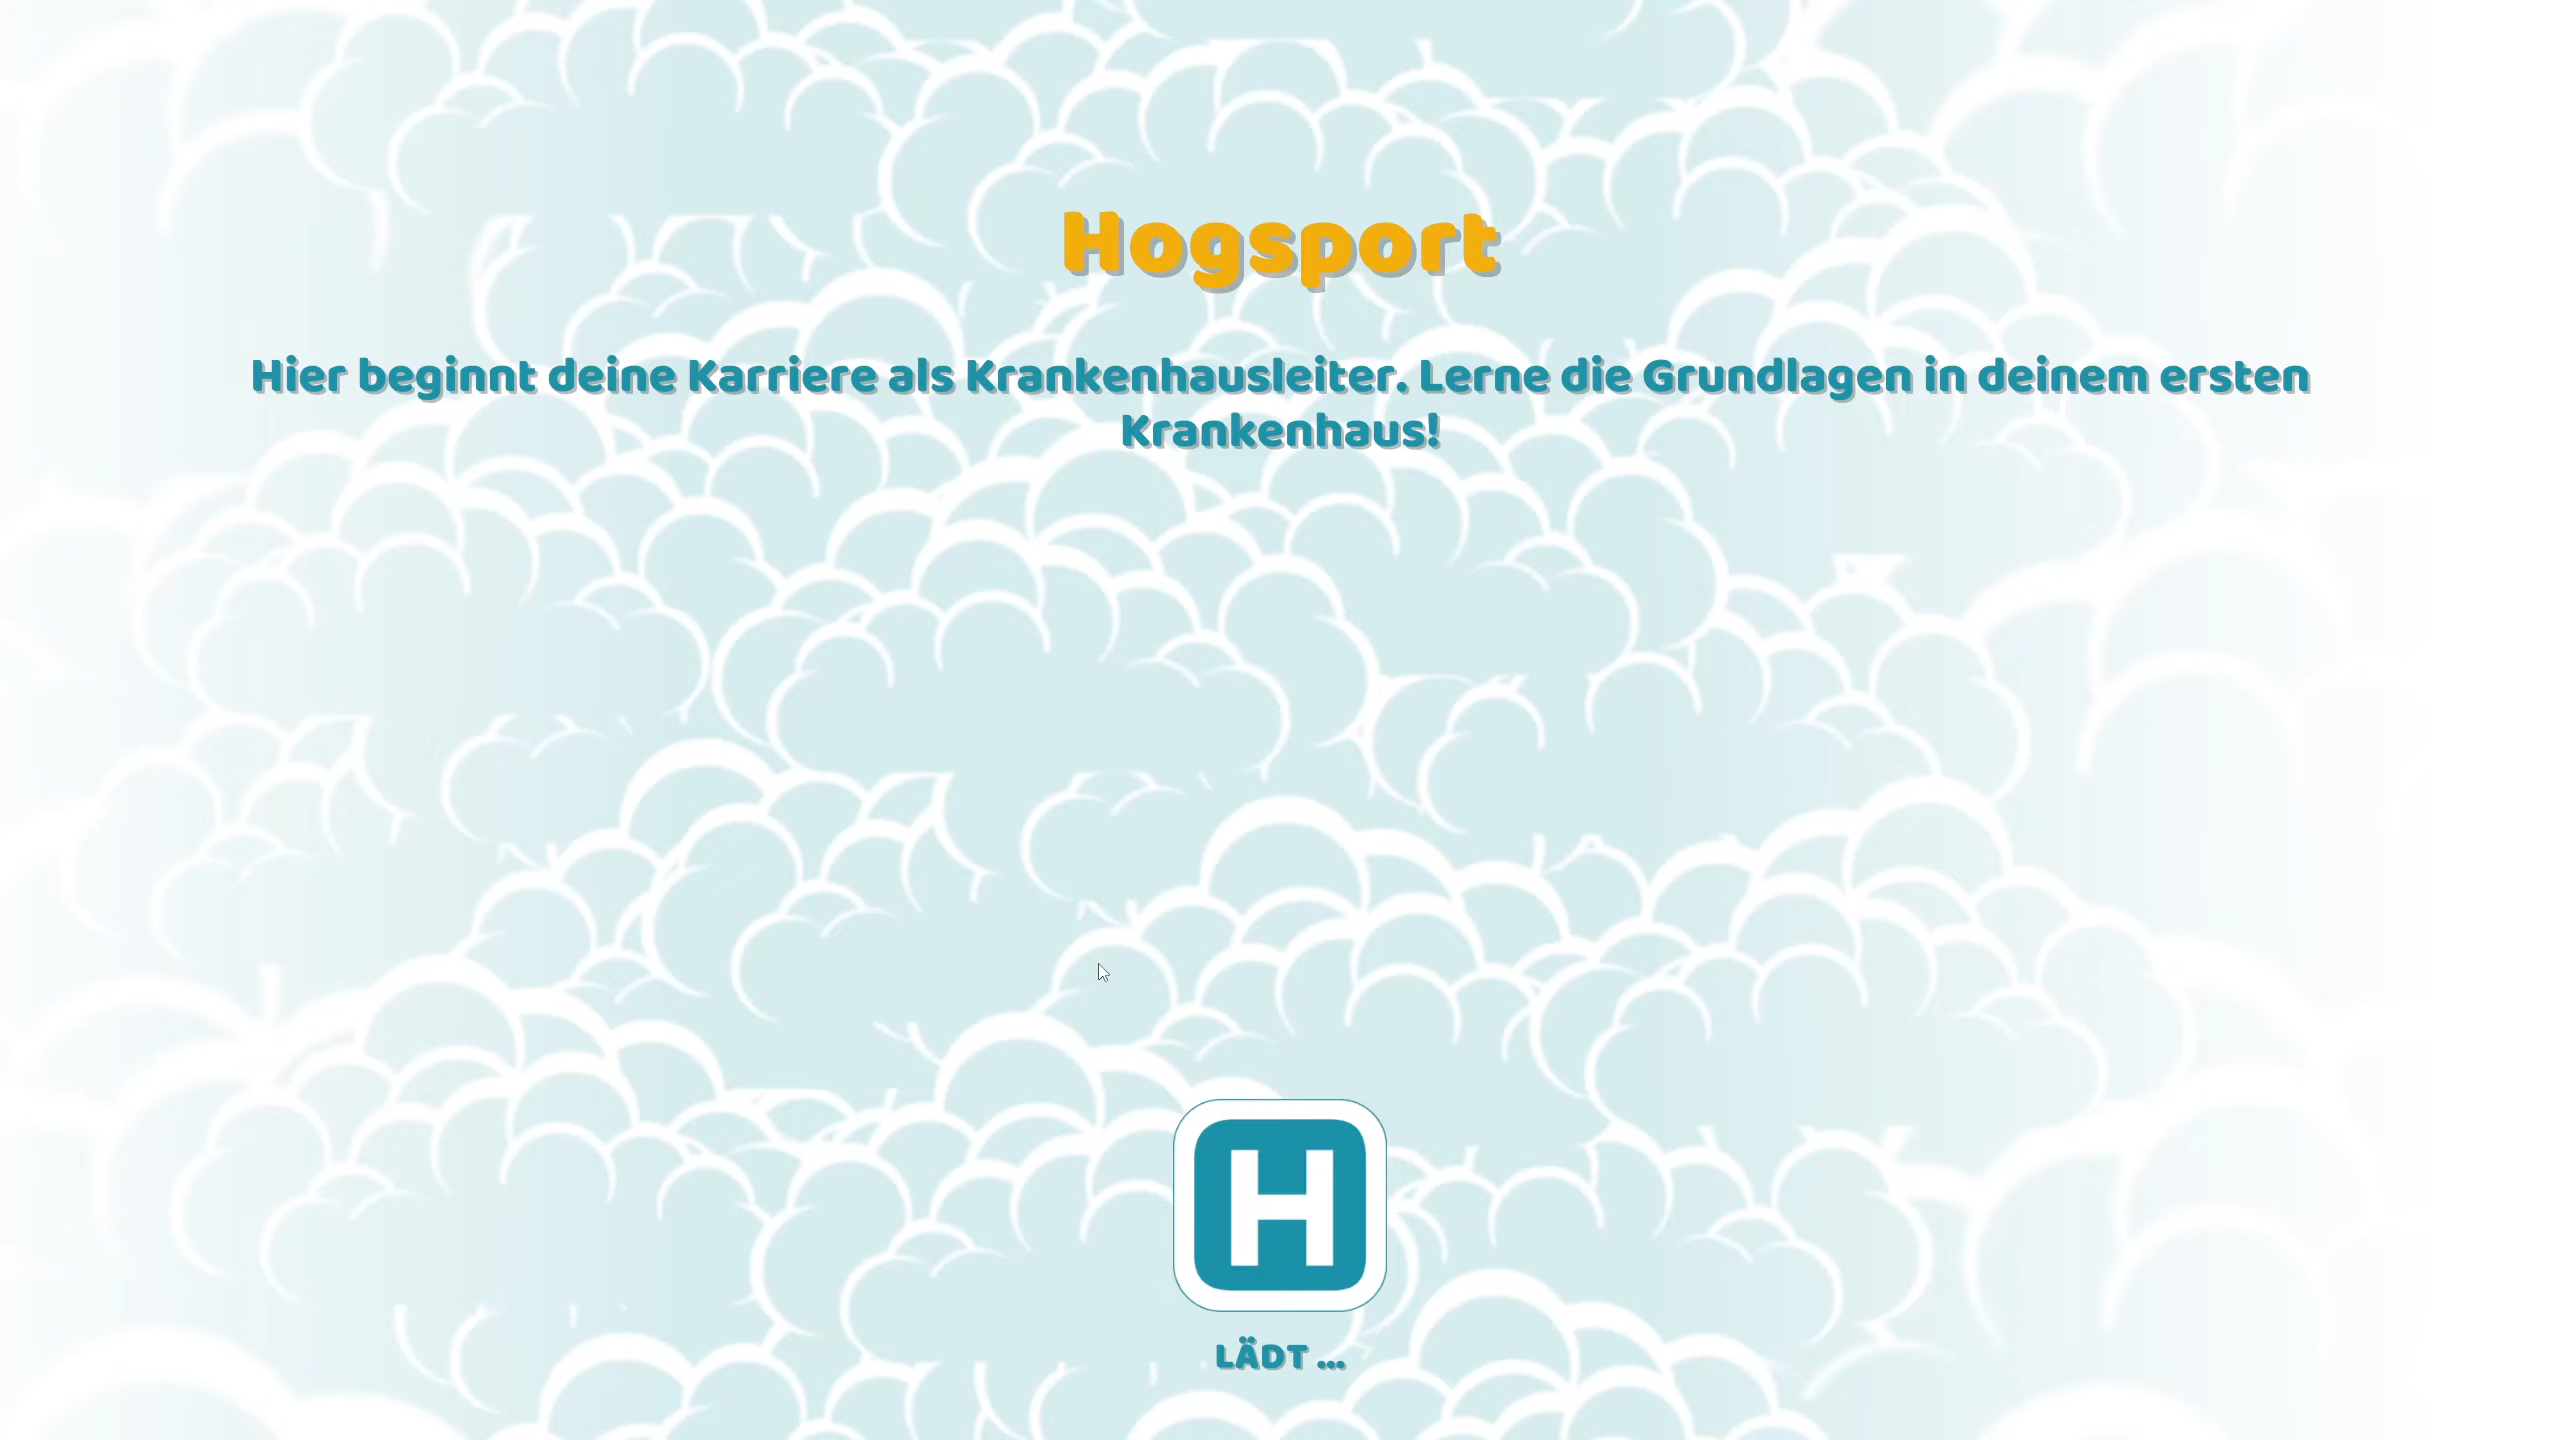 Hogsport
Hier beginnt deine Karriere als Krankenhausleiter. Lerne die Grundlagen in deinem ersten
Krankenhaus!
H
LÄDT ...